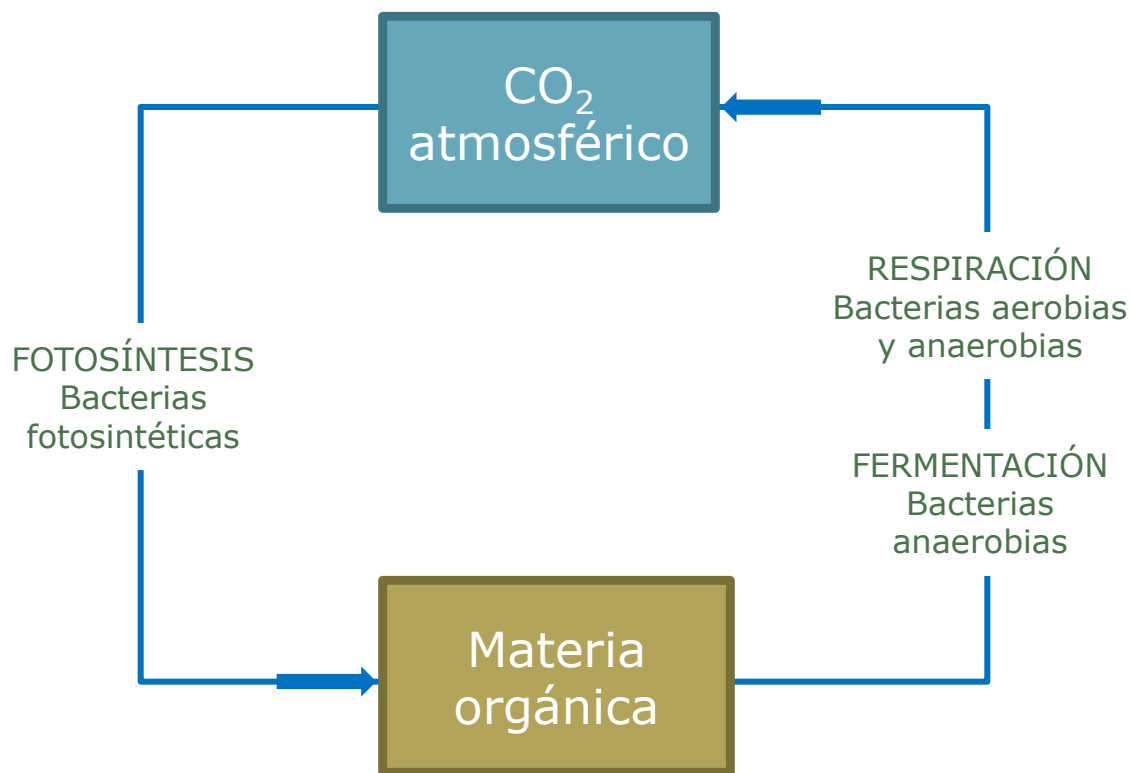 CO₂
atmosférico
RESPIRACIÓN
Bacterias aerobias
y anaerobias
FOTOSÍNTESIS
Bacterias
fotosintéticas
FERMENTACIÓN
Bacterias
anaerobias
Materia
orgánica